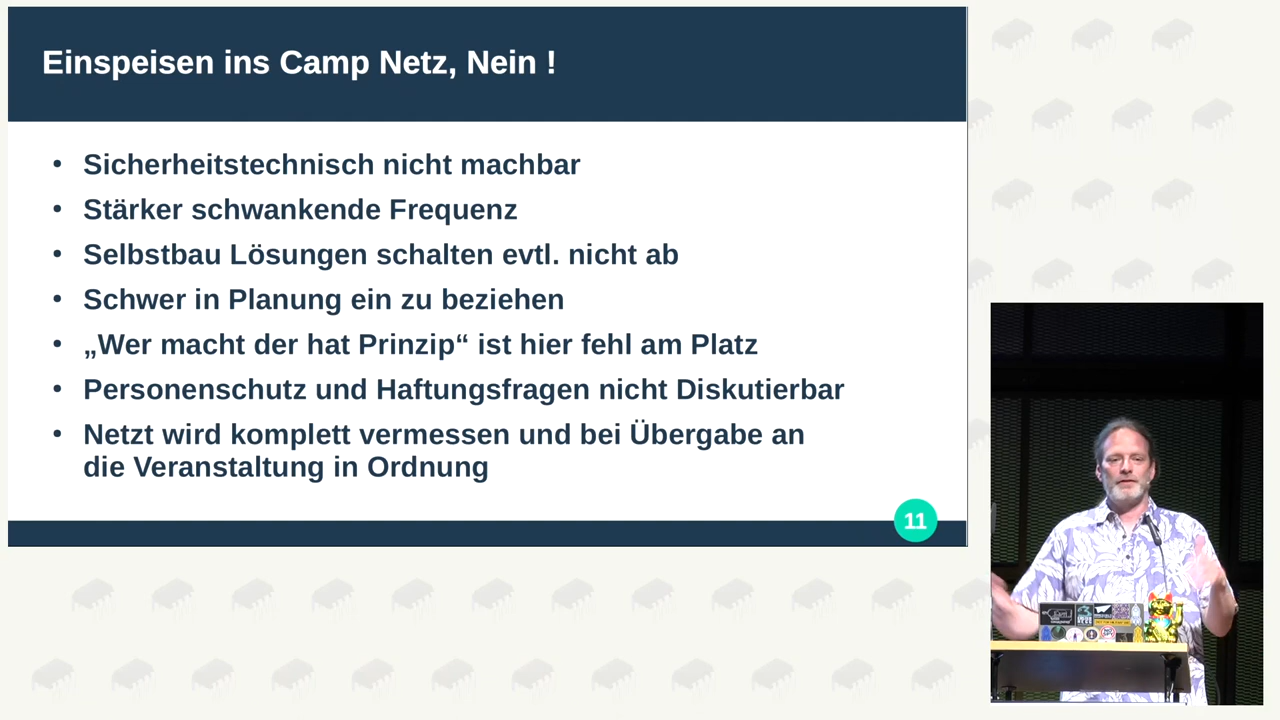 Einspeisen ins Camp Netz, Nein !
• Sicherheitstechnisch nicht machbar
• Stärker schwankende Frequenz
• Selbstbau Lösungen schalten evtl. nicht ab
• Schwer in Planung ein zu beziehen
• „Wer macht der hat Prinzip“ ist hier fehl am Platz
• Personenschutz und Haftungsfragen nicht Diskutierbar
• Netzt wird komplett vermessen und bei Übergabe an
die Veranstaltung in Ordnung
11